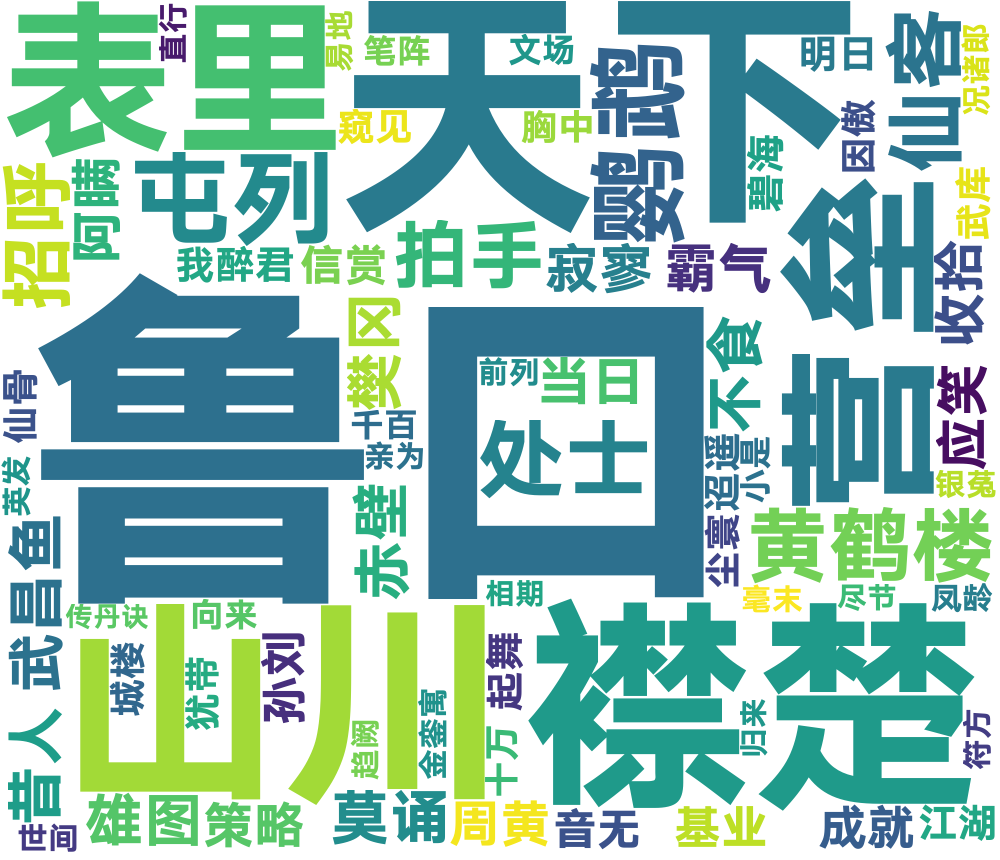 表里
直行
易地
笔阵
天下
文场
鹦鹉
明日
仙客
况诸郎
窥见
胸中
因傲
碧海
武库
招呼
阿瞒
屯列
我醉君
信赏
拍手
寂寥
霸气
垒
收拾
鲁口
樊冈
前列
当日
不食
营
应笑
仙骨
千百
亲为
处士
逍遥
小是
银菟
英发
赤壁
尘寰
黄鹤楼
武昌鱼
传丹诀
向来
相期
毫末
尽节
凤龄
昔人
城楼
犹带
孙刘
山川
起舞
襟楚
趋阙
金銮寓
十万
归来
符方
世间
雄图
策略
莫诵
周黄
音无
基业
成就
江湖